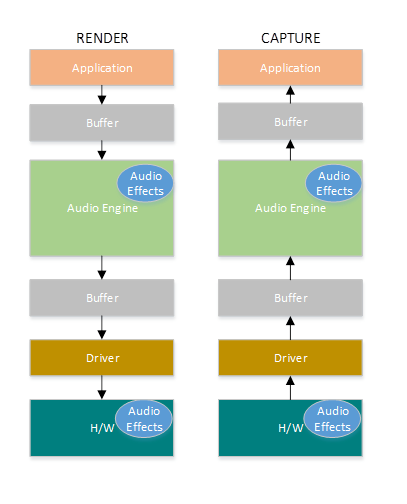 RENDER
Application
Buffer
Audio
Effects
Audio Engine
Buffer
Driver
Audio
Effects
H/W
CAPTURE
Application
Buffer
Audio
Effects
Audio Engine
Buffer
Driver
Audio
Effects
H/W